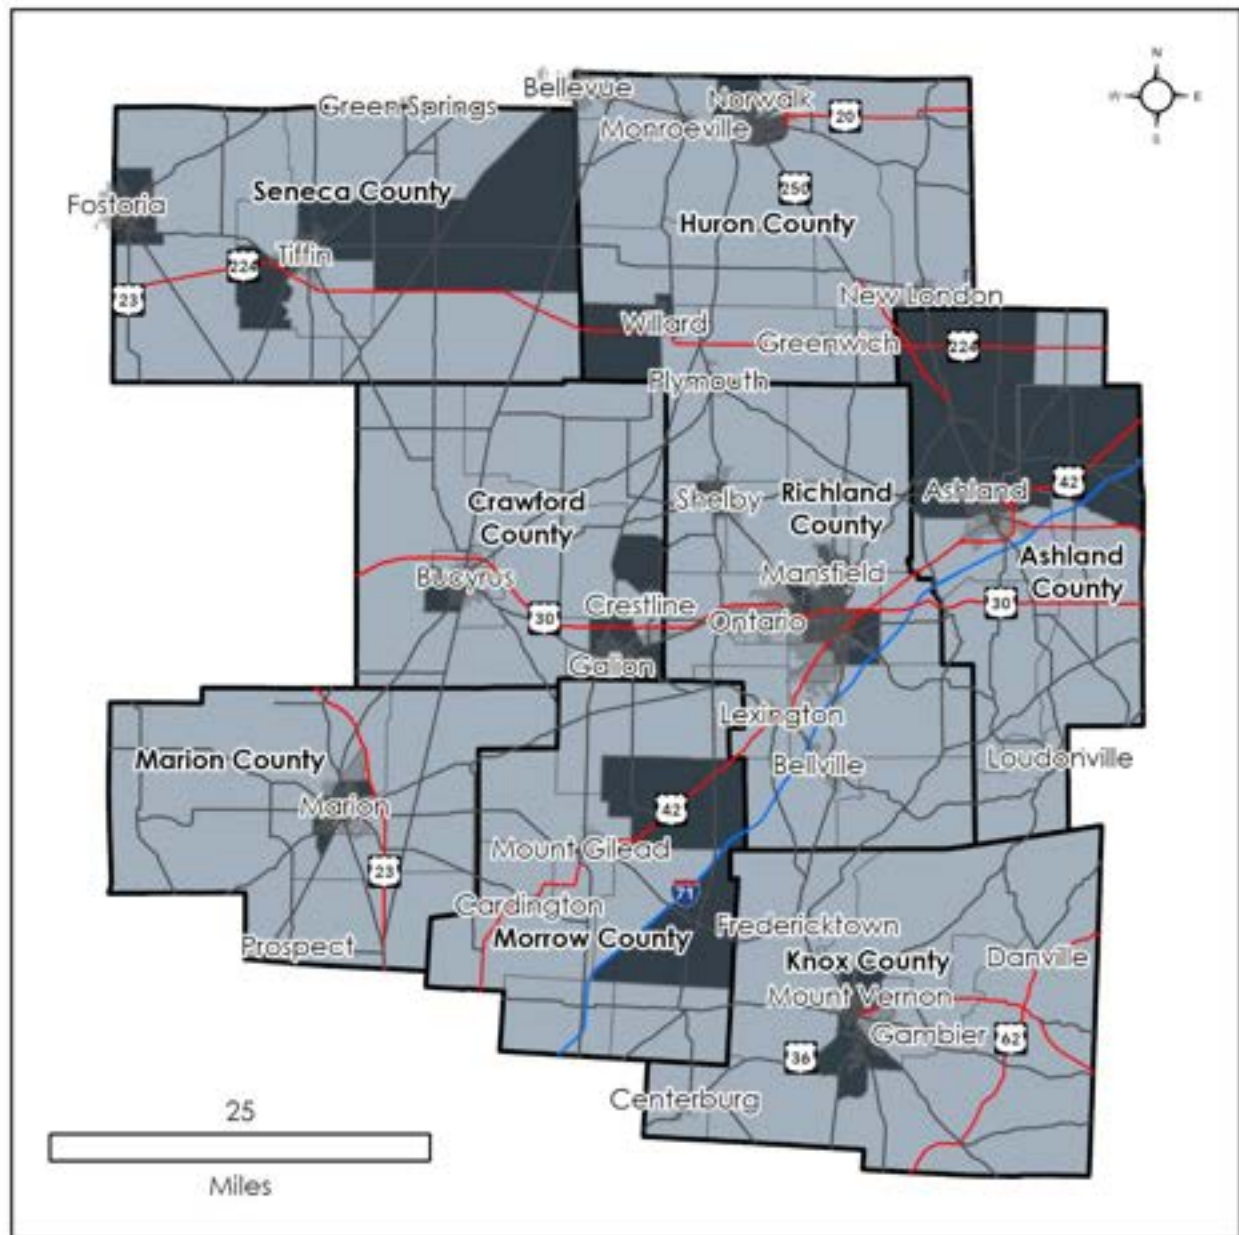 N
W E
S
Bellevue
Green Springs
Norwalk
20
Monroeville
Seneca County
250
Fostoria
Huron County
Tiffin
224
23
New London
Willard
Greenwich
224
Plymouth
Crawford
County
Shelby
Richland
County
Ashland
42
Ashland
County
Bucyrus
Mansfield
Crestline
30
30
Ontario
Galion
Lexington
Marion County
Bellville
Loudonville
Marion
42
Mount Gilead
23
71
Cardington
Fredericktown
Morrow County
Prospect
Knox County
Danville
Mount Vernon
Gambier
62
36
Centerburg
25
Miles